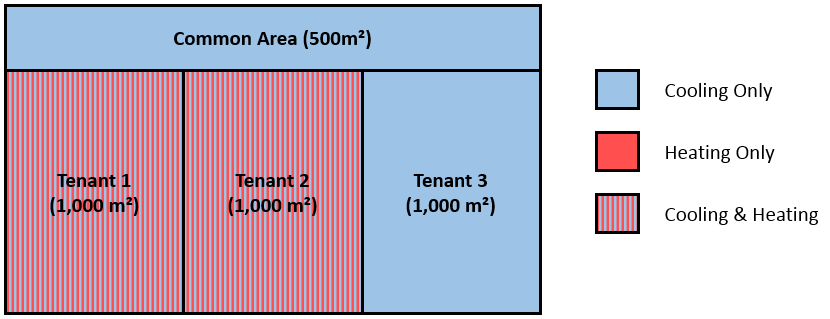 Common Area (500m²)
Tenant 1
(1,000 m²)
Tenant 2
(1,000 m²)
Tenant 3
(1,000 m²)
Cooling Only
Heating Only
Cooling & Heating